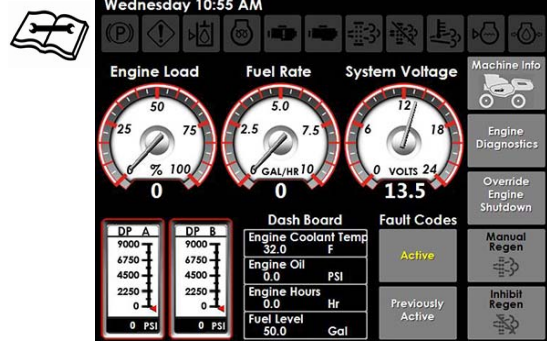 Wednesday 10:55 AM
Engine Load
Fuel Rate
System Voltage
Machine Info
0 25 50 75 100
%
0
0 2.5 5.0 7.5 10
GAL/HR
0
0 6 12 18 24
VOLTS
13.5
Engine
Diagnostics
Override
Engine
Shutdown
DP A
9000
6750
4500
2250
0
0 PSI
DP B
9000
6750
4500
2250
0
0 PSI
Dash Board
Engine Coolant Temp
32.0 F
Engine Oil
0.0 PSI
Engine Hours
0.0 Hr
Fuel Level
50.0 Gal
Fault Codes
Active
Previously
Active
Manual
Regen
Inhibit
Regen